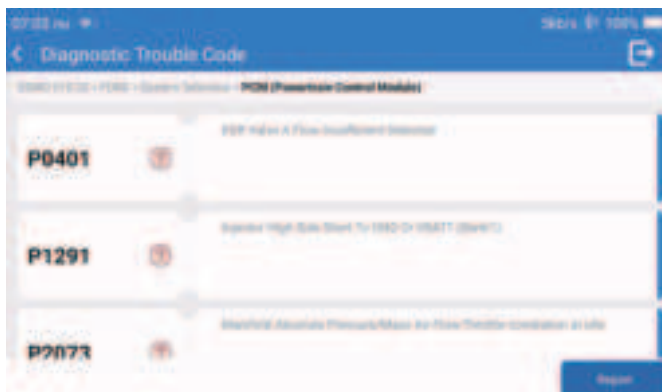 Diagnostic Trouble Code
PCM (Powertrain Control Module)
EGR Valve A Flow Insufficient Detected
P0401
Injector High Side Short To GND Or VBATT (Bank1)
P1291
Manifold Absolute Pressure/Mass Air Flow-Throttle Correlation at Idle
P2073
Report